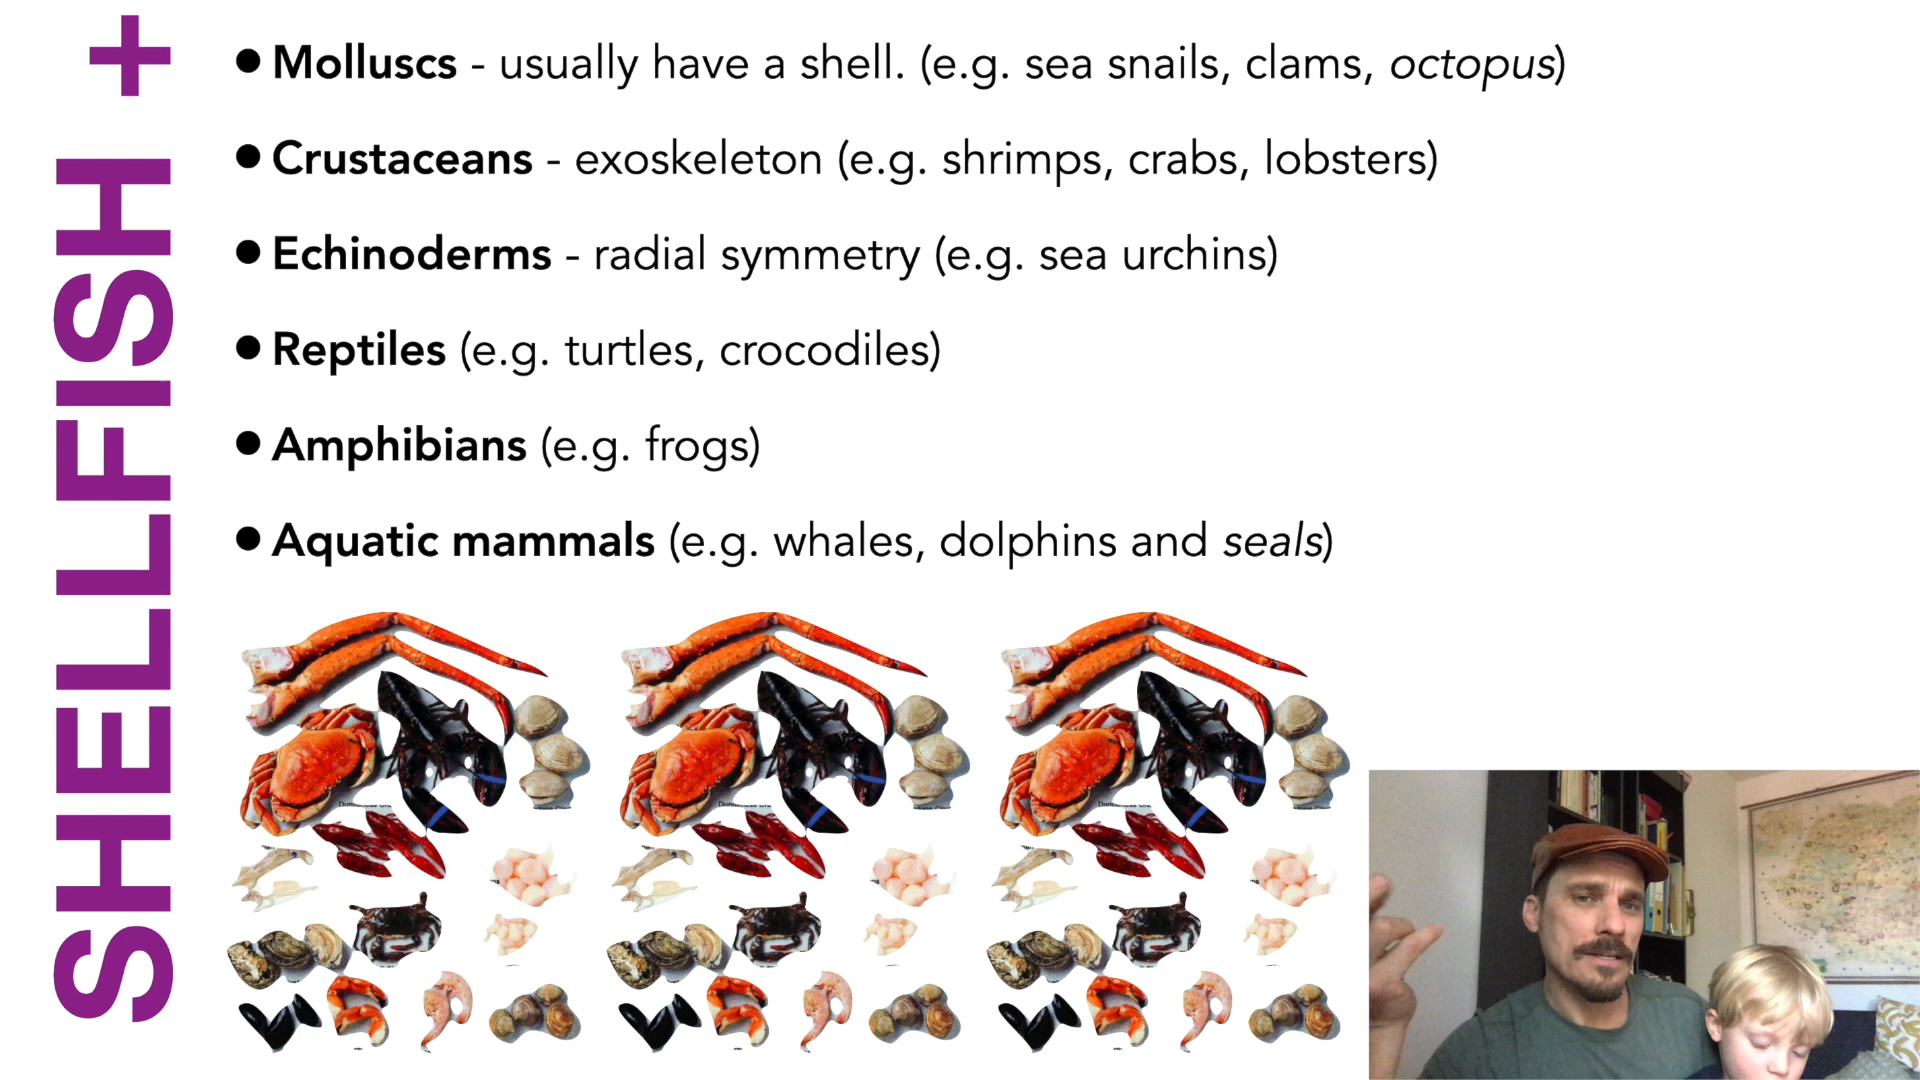 SHELLFISH +
● Molluscs - usually have a shell. (e.g. sea snails, clams, octopus)
● Crustaceans - exoskeleton (e.g. shrimps, crabs, lobsters)
● Echinoderms - radial symmetry (e.g. sea urchins)
● Reptiles (e.g. turtles, crocodiles)
● Amphibians (e.g. frogs)
● Aquatic mammals (e.g. whales, dolphins and seals)